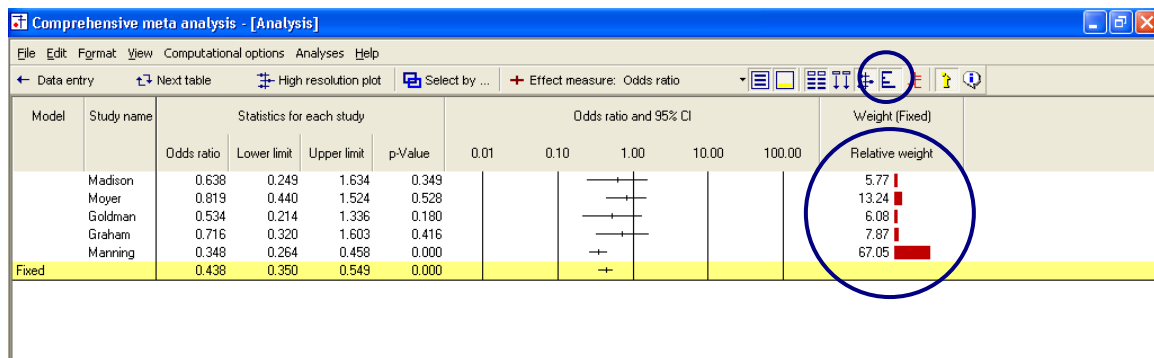 Comprehensive meta analysis - [Analysis]
File Edit Format View Computational options Analyses Help
← Data entry Next table High resolution plot Select by ... Effect measure: Odds ratio
Model Study name Statistics for each study Odds ratio and 95% CI Weight (Fixed)
Odds ratio Lower limit Upper limit p-Value 0.01 0.10 1.00 10.00 100.00 Relative weight
Madison 0.638 0.249 1.634 0.349 5.77
Moyer 0.819 0.440 1.524 0.528 13.24
Goldman 0.534 0.214 1.336 0.180 6.08
Graham 0.716 0.320 1.603 0.416 7.87
Manning 0.348 0.264 0.458 0.000 67.05
Fixed 0.438 0.350 0.549 0.000